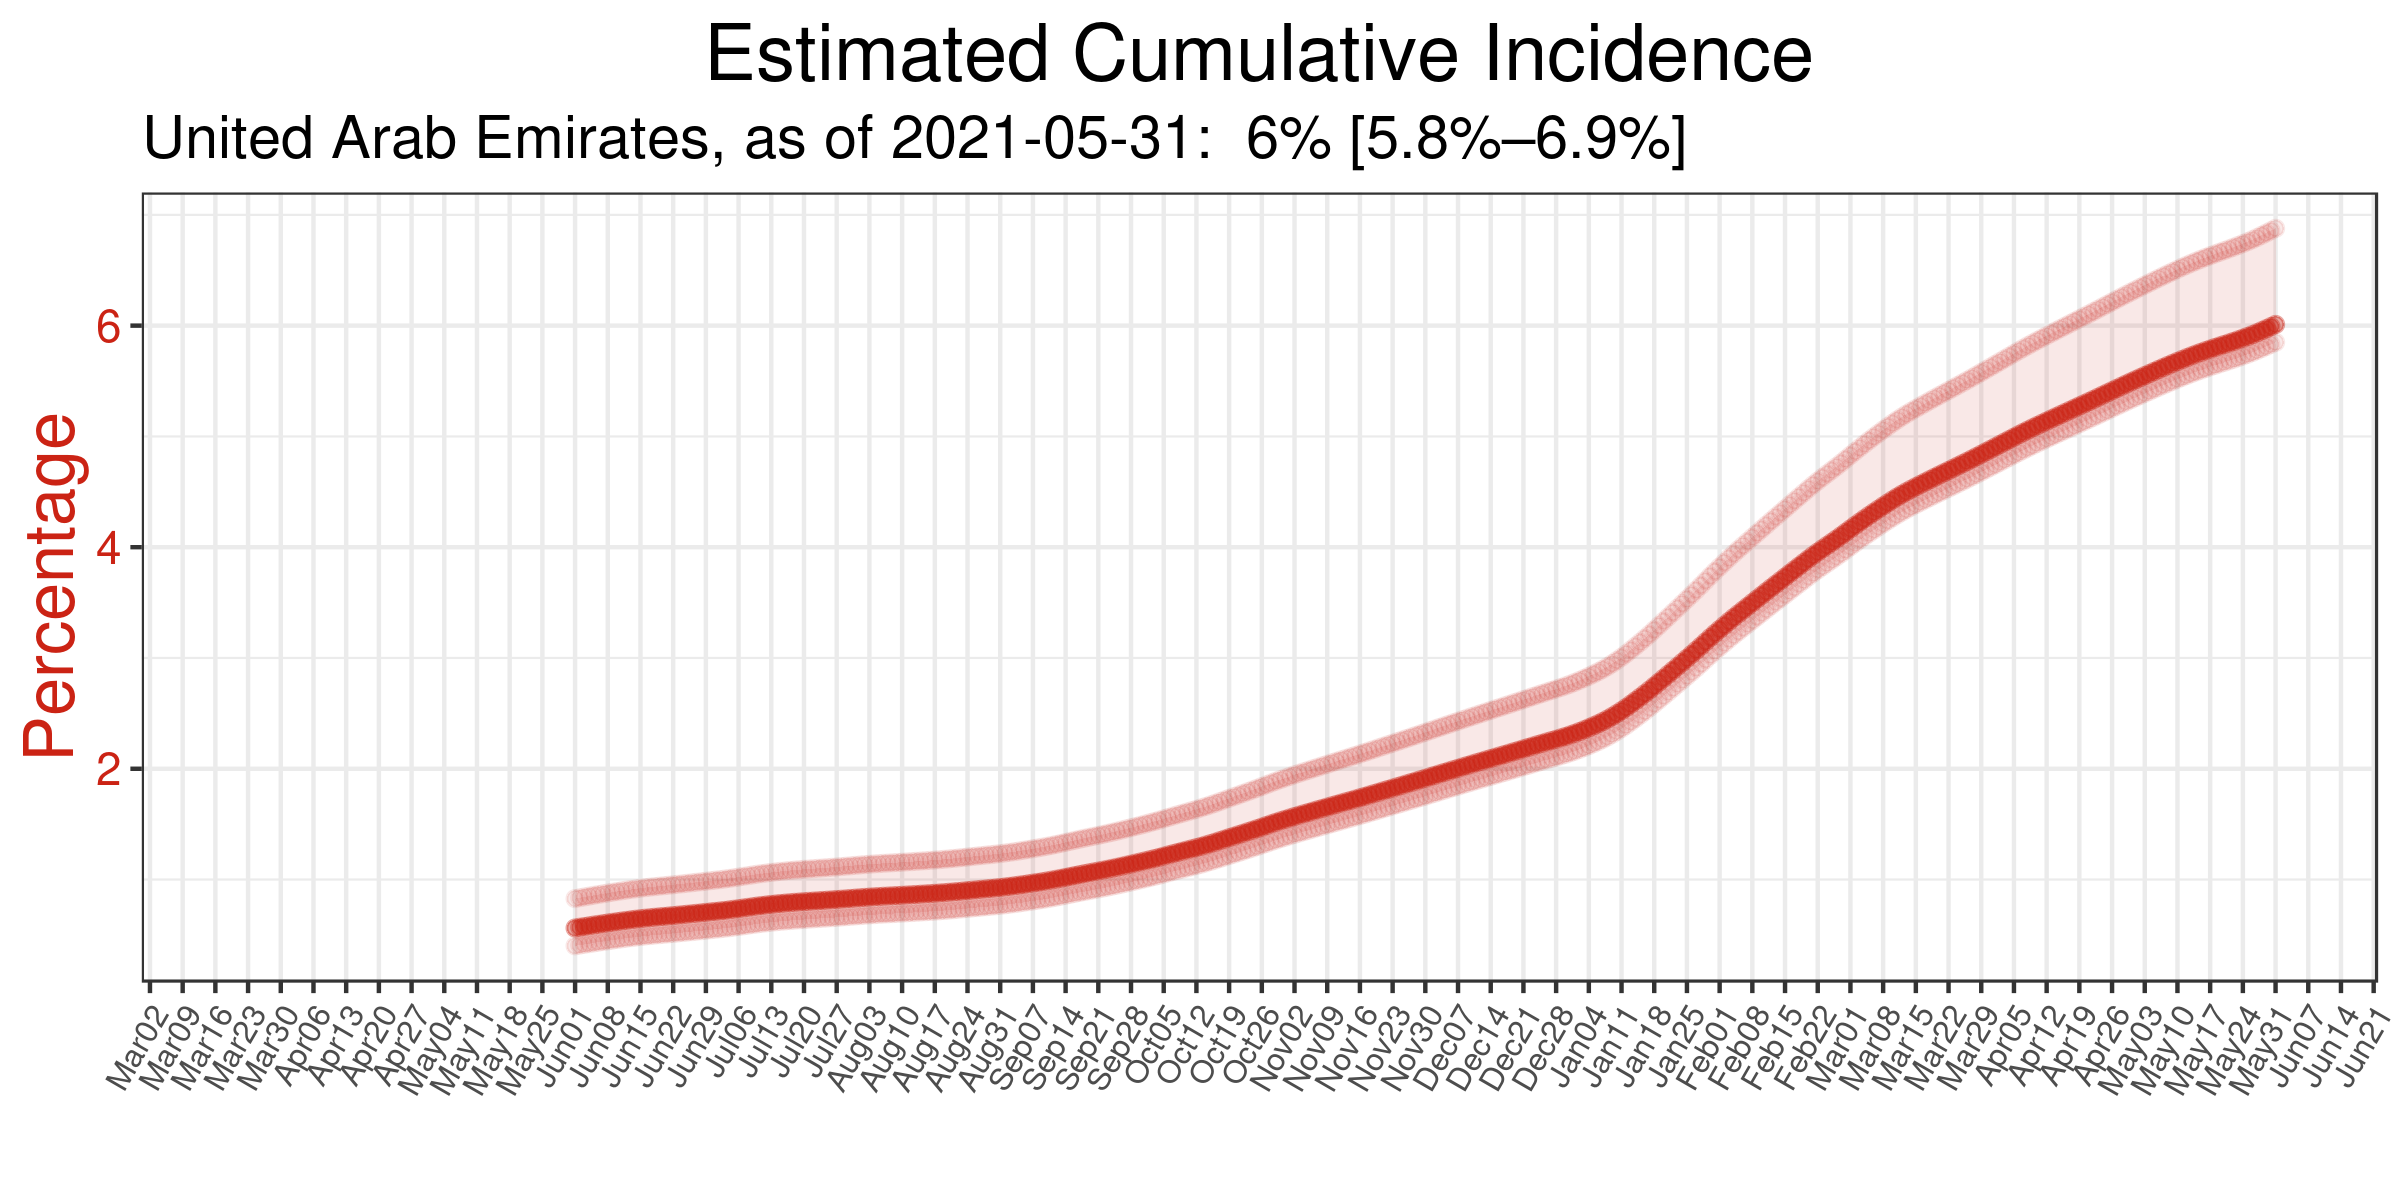 Estimated Cumulative Incidence
United Arab Emirates, as of 2021-05-31:  6% [5.8%–6.9%]
Percentage
6
4
2
Mar02 Mar09 Mar16 Mar23 Mar30 Apr06 Apr13 Apr20 Apr27 May04 May11 May18 May25 Jun01 Jun08 Jun15 Jun22 Jun29 Jul06 Jul13 Jul20 Jul27 Aug03 Aug10 Aug17 Aug24 Aug31 Sep07 Sep14 Sep21 Sep28 Oct05 Oct12 Oct19 Oct26 Nov02 Nov09 Nov16 Nov23 Nov30 Dec07 Dec14 Dec21 Dec28 Jan04 Jan11 Jan18 Jan25 Feb01 Feb08 Feb15 Feb22 Mar01 Mar08 Mar15 Mar22 Mar29 Apr05 Apr12 Apr19 Apr26 May03 May10 May17 May24 May31 Jun07 Jun14 Jun21